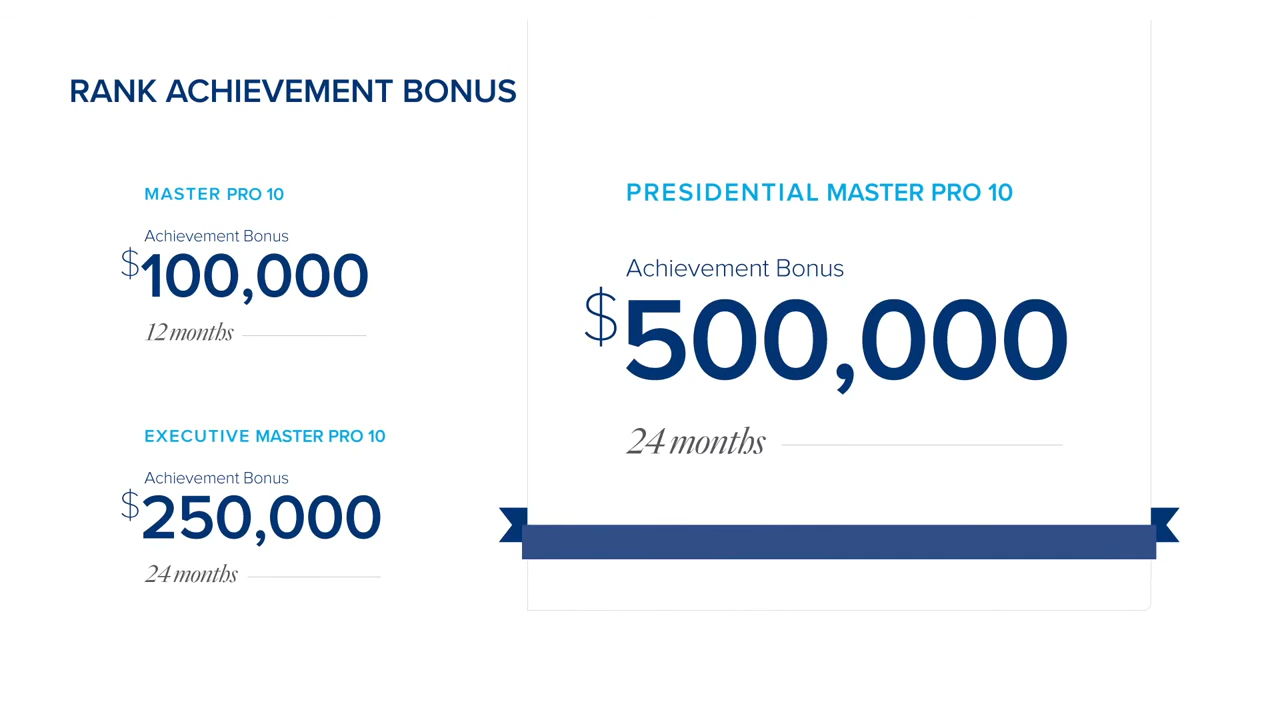 RANK ACHIEVEMENT BONUS
MASTER PRO 10
Achievement Bonus
$100,000
12 months
EXECUTIVE MASTER PRO 10
Achievement Bonus
$250,000
24 months
PRESIDENTIAL MASTER PRO 10
Achievement Bonus
$500,000
24 months